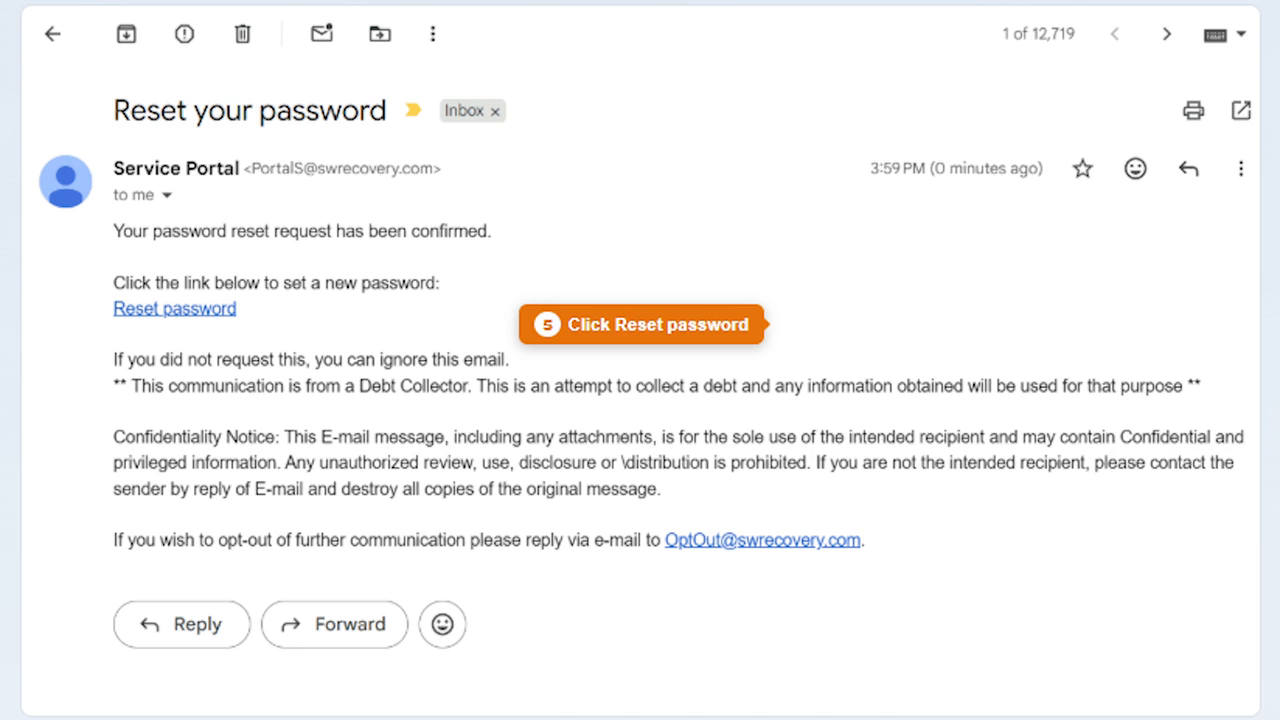 1 of 12,719
Reset your password
Inbox x
Service Portal <PortalS@swrecovery.com>
3:59 PM (0 minutes ago)
to me
Your password reset request has been confirmed.
Click the link below to set a new password:
Reset password
5 Click Reset password
If you did not request this, you can ignore this email.
** This communication is from a Debt Collector. This is an attempt to collect a debt and any information obtained will be used for that purpose **
Confidentiality Notice: This E-mail message, including any attachments, is for the sole use of the intended recipient and may contain Confidential and
privileged information. Any unauthorized review, use, disclosure or \distribution is prohibited. If you are not the intended recipient, please contact the
sender by reply of E-mail and destroy all copies of the original message.
If you wish to opt-out of further communication please reply via e-mail to OptOut@swrecovery.com.
Reply
Forward